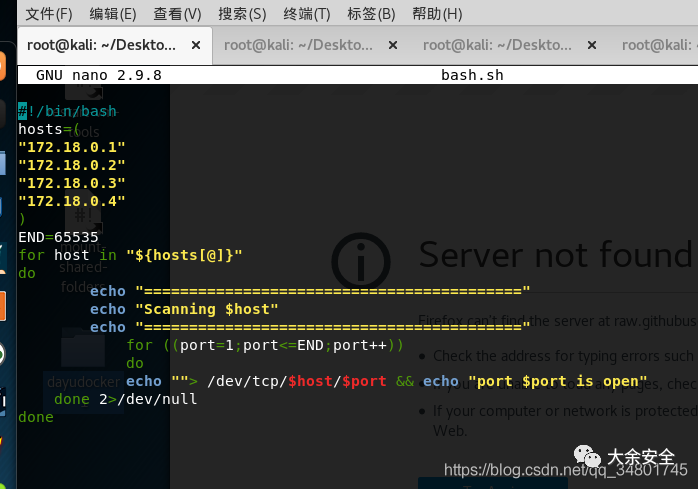 文件(F) 编辑(E) 查看(V) 搜索(S) 终端(T) 标签(B) 帮助(H)
root@kali: ~/Deskto... × root@kali: ~/Deskto... × root@kali: ~/Deskto... × root@kali: ~/D
GNU nano 2.9.8 bash.sh
#!/bin/bash
hosts=(
tools
"172.18.0.1"
"172.18.0.2"
"172.18.0.3"
"172.18.0.4"
)
END=65535
for host in "${hosts[@]}"
Server not found
shared-
do
folders
echo "=========================================="
echo "Scanning $host"
Firefox can't find the server at raw.githubus
echo "=========================================="
for ((port=1;port<=END;port++))
do
Check the address for typing errors such
dayudocker
echo ""> /dev/tcp/$host/$port && echo "port $port is open"
pages, chec
done 2>/dev/null
done
If your computer or network is protected
Web.
大余安全
https://blog.csdn.net/qq_34801745